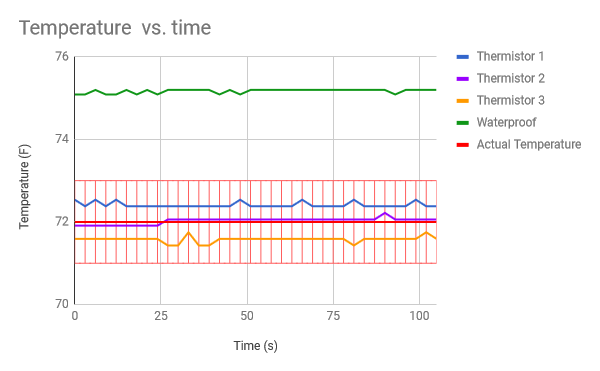 Temperature  vs. time
76
74
72
70
0
25
50
75
100
Temperature (F)
Time (s)
Thermistor 1
Thermistor 2
Thermistor 3
Waterproof
Actual Temperature